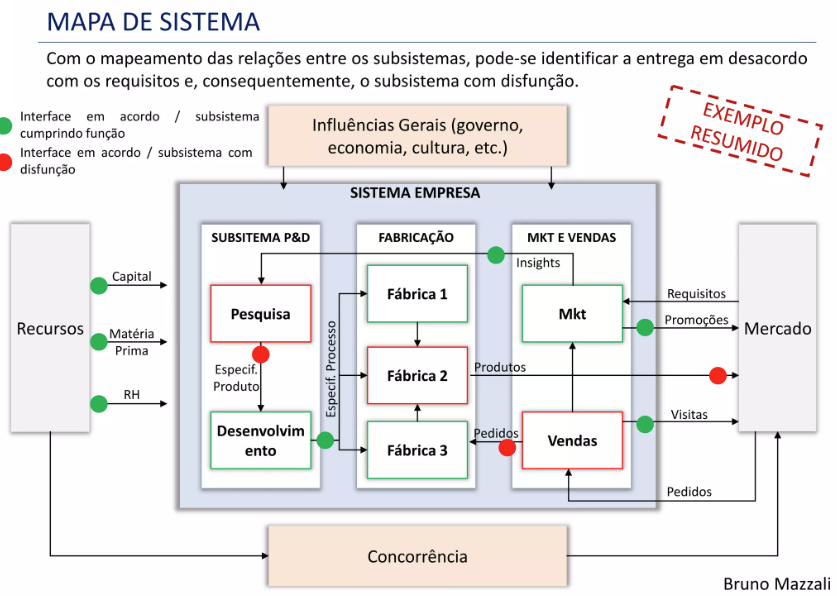 MAPA DE SISTEMA
Com o mapeamento das relações entre os subsistemas, pode-se identificar a entrega em desacordo
com os requisitos e, consequentemente, o subsistema com disfunção.
Interface em acordo / subsistema
cumprindo função
Interface em acordo / subsistema com
disfunção
Influências Gerais (governo,
economia, cultura, etc.)
EXEMPLO
RESUMIDO
SISTEMA EMPRESA
SUBSITEMA P&D
FABRICAÇÃO
MKT E VENDAS
Insights
Recursos
Capital
Matéria
Prima
RH
Pesquisa
Especif.
Produto
Desenvolvim
ento
Especif. Processo
Fábrica 1
Fábrica 2
Fábrica 3
Produtos
Pedidos
Mkt
Vendas
Requisitos
Promoções
Visitas
Pedidos
Mercado
Concorrência
Bruno Mazzali